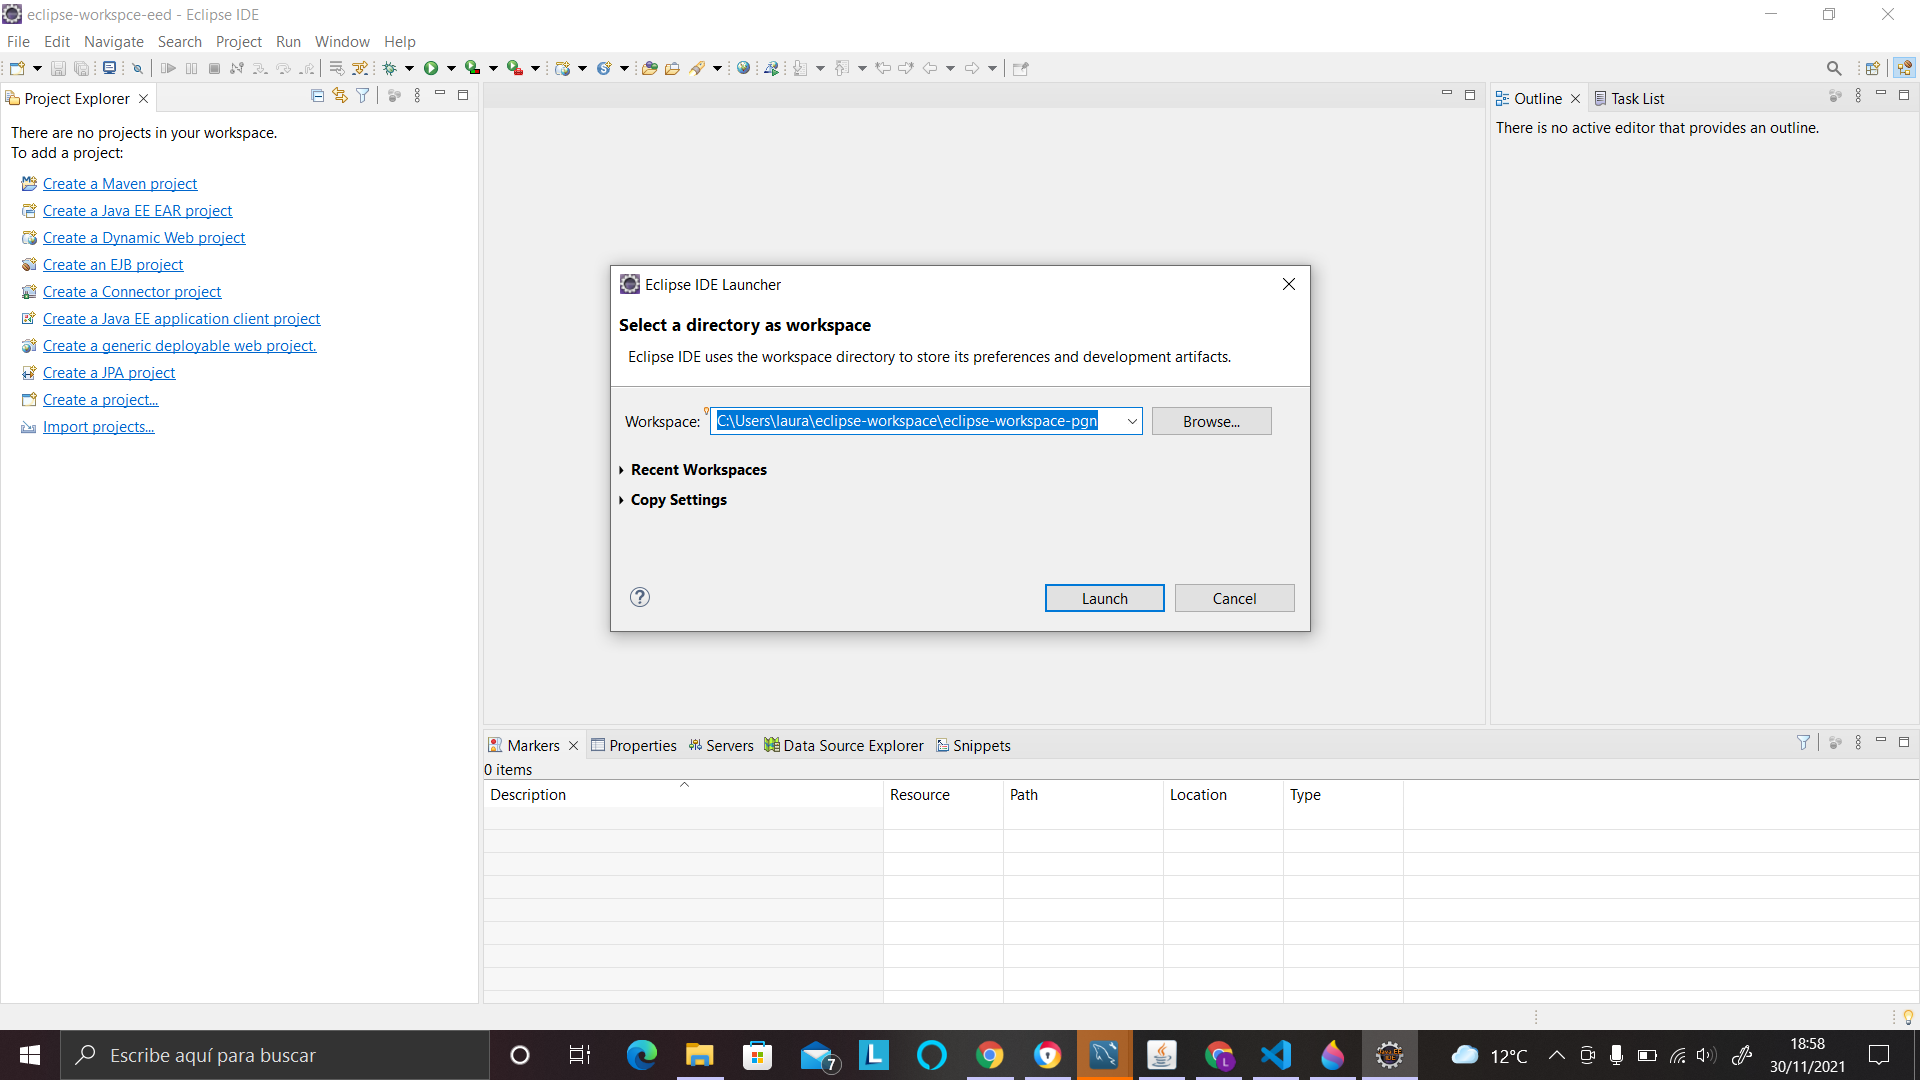 eclipse-workspce-eed - Eclipse IDE
File Edit Navigate Search Project Run Window Help
Project Explorer
There are no projects in your workspace.
To add a project:
Create a Maven project
Create a Java EE EAR project
Create a Dynamic Web project
Create an EJB project
Create a Connector project
Create a Java EE application client project
Create a generic deployable web project.
Create a JPA project
Create a project...
Import projects...
Outline Task List
There is no active editor that provides an outline.
Eclipse IDE Launcher
Select a directory as workspace
Eclipse IDE uses the workspace directory to store its preferences and development artifacts.
Workspace: C:\Users\laura\eclipse-workspace\eclipse-workspace-pgn Browse...
Recent Workspaces
Copy Settings
? Launch Cancel
Markers Properties Servers Data Source Explorer Snippets
0 items
Description Resource Path Location Type
Escribe aquí para buscar
7
L
L
12°C
18:58
30/11/2021